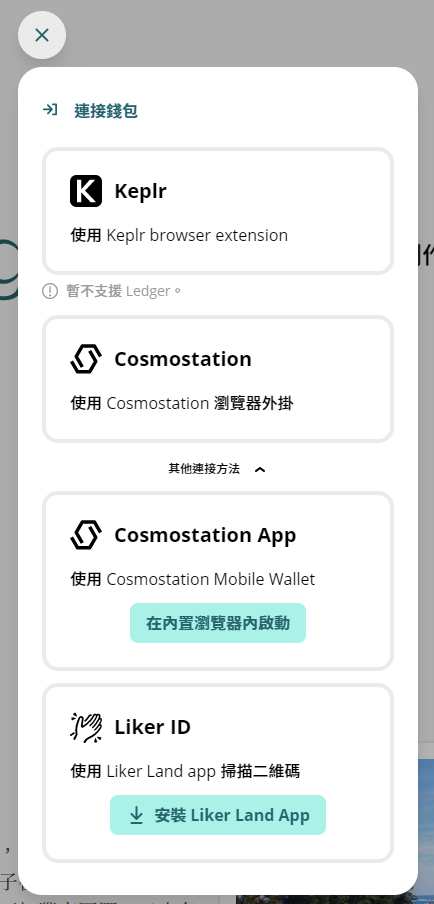 連接錢包
Keplr
使用 Keplr browser extension
暫不支援 Ledger。
Cosmostation
使用 Cosmostation 瀏覽器外掛
其他連接方法
Cosmostation App
使用 Cosmostation Mobile Wallet
在內置瀏覽器內啟動
Liker ID
使用 Liker Land app 掃描二維碼
安裝 Liker Land App